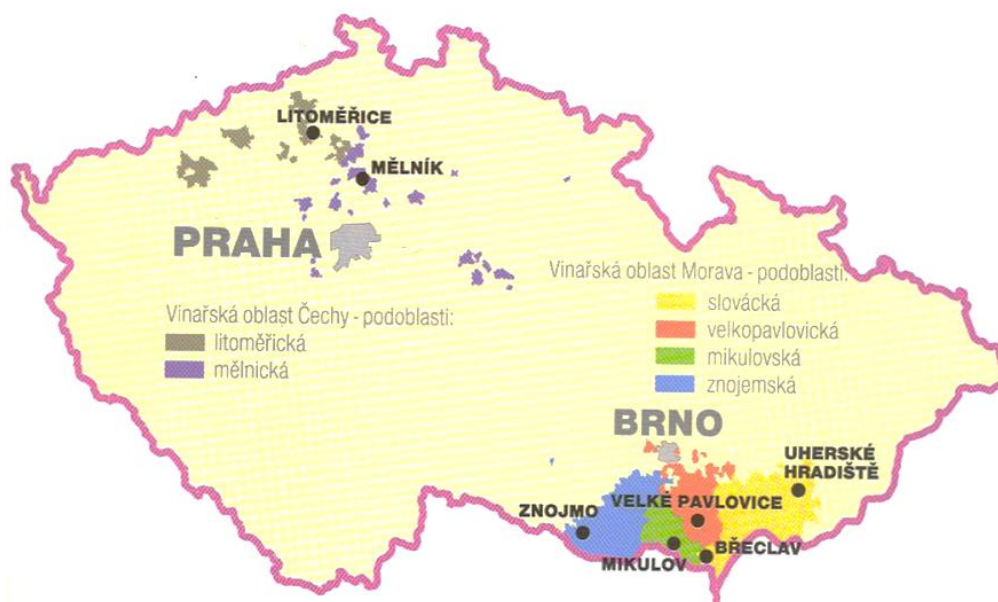 LITOMĚŘICE
MĚLNÍK
PRAHA
Vinařská oblast Čechy - podoblasti:
litoměřická
mělnická
Vinařská oblast Morava - podoblasti:
slovácká
velkopavlovická
mikulovská
znojemská
BRNO
UHERSKÉ
HRADIŠTĚ
ZNOJMO
VELKÉ PAVLOVICE
MIKULOV
BŘECLAV